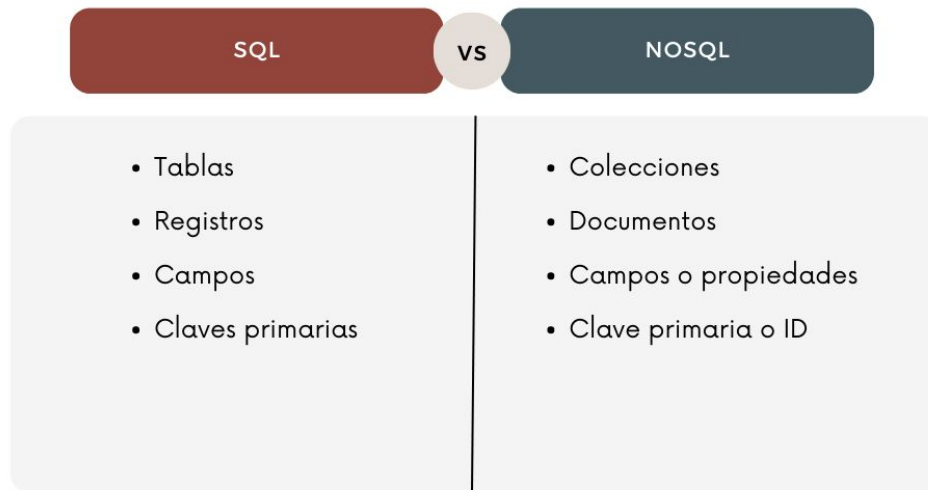 SQL
VS
NOSQL
• Tablas
• Registros
• Campos
• Claves primarias
• Colecciones
• Documentos
• Campos o propiedades
• Clave primaria o ID